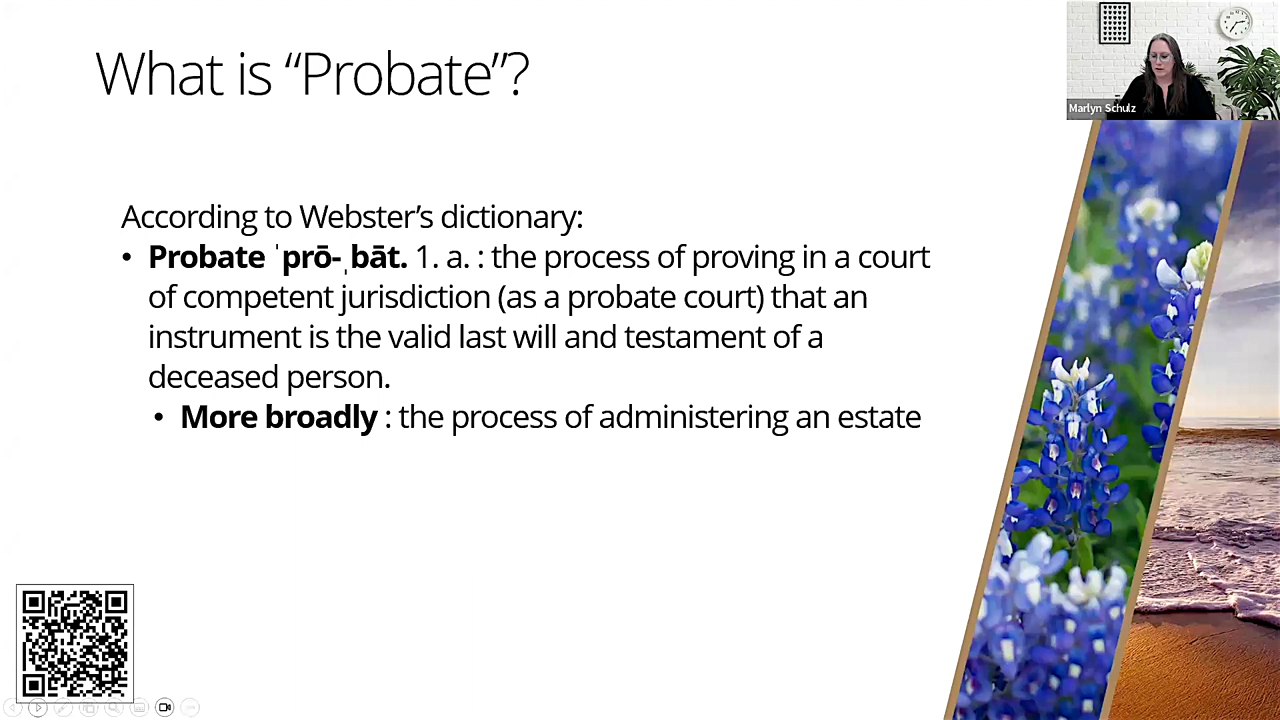 What is “Probate”?
Marlyn Schulz
According to Webster’s dictionary:
• Probate ˈprō-ˌbāt. 1. a. : the process of proving in a court
of competent jurisdiction (as a probate court) that an
instrument is the valid last will and testament of a
deceased person.
• More broadly : the process of administering an estate